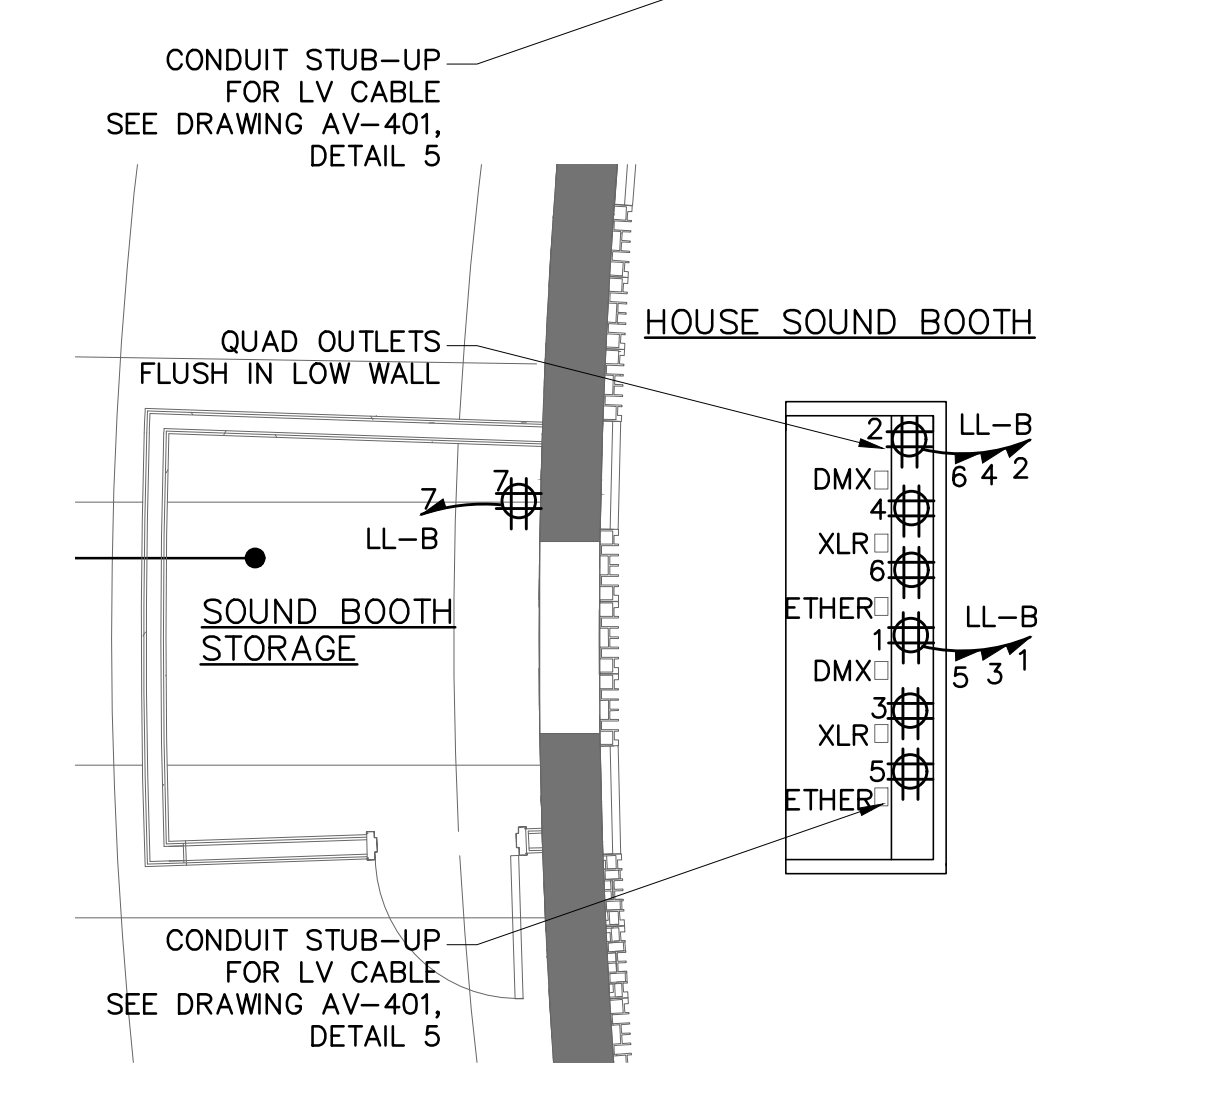 CONDUIT STUB-UP
FOR LV CABLE
SEE DRAWING AV-401,
DETAIL 5
HOUSE SOUND BOOTH
QUAD OUTLETS
FLUSH IN LOW WALL
2
LL-B
6 4 2
DMX
4
XLR
6
ETHER
1
LL-B
5 3 1
DMX
3
XLR
5
ETHER
7
7
LL-B
SOUND BOOTH
STORAGE
CONDUIT STUB-UP
FOR LV CABLE
SEE DRAWING AV-401,
DETAIL 5